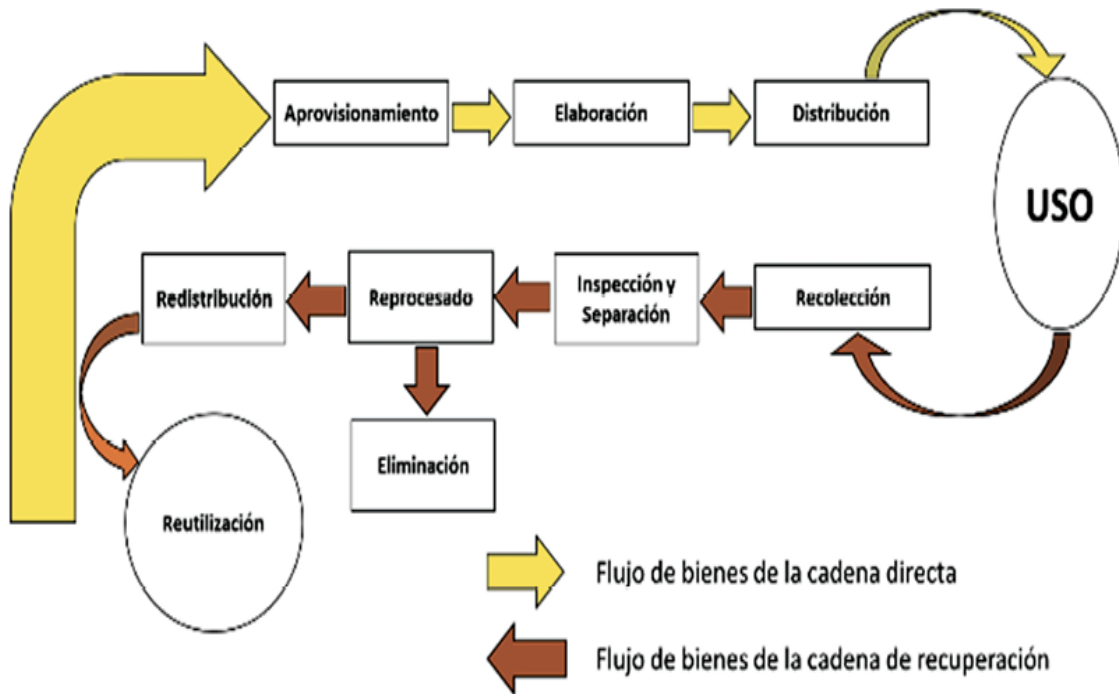 Aprovisionamiento
Elaboración
Distribución
USO
Redistribución
Reprocesado
Inspección y
Separación
Recolección
Eliminación
Reutilización
Flujo de bienes de la cadena directa
Flujo de bienes de la cadena de recuperación